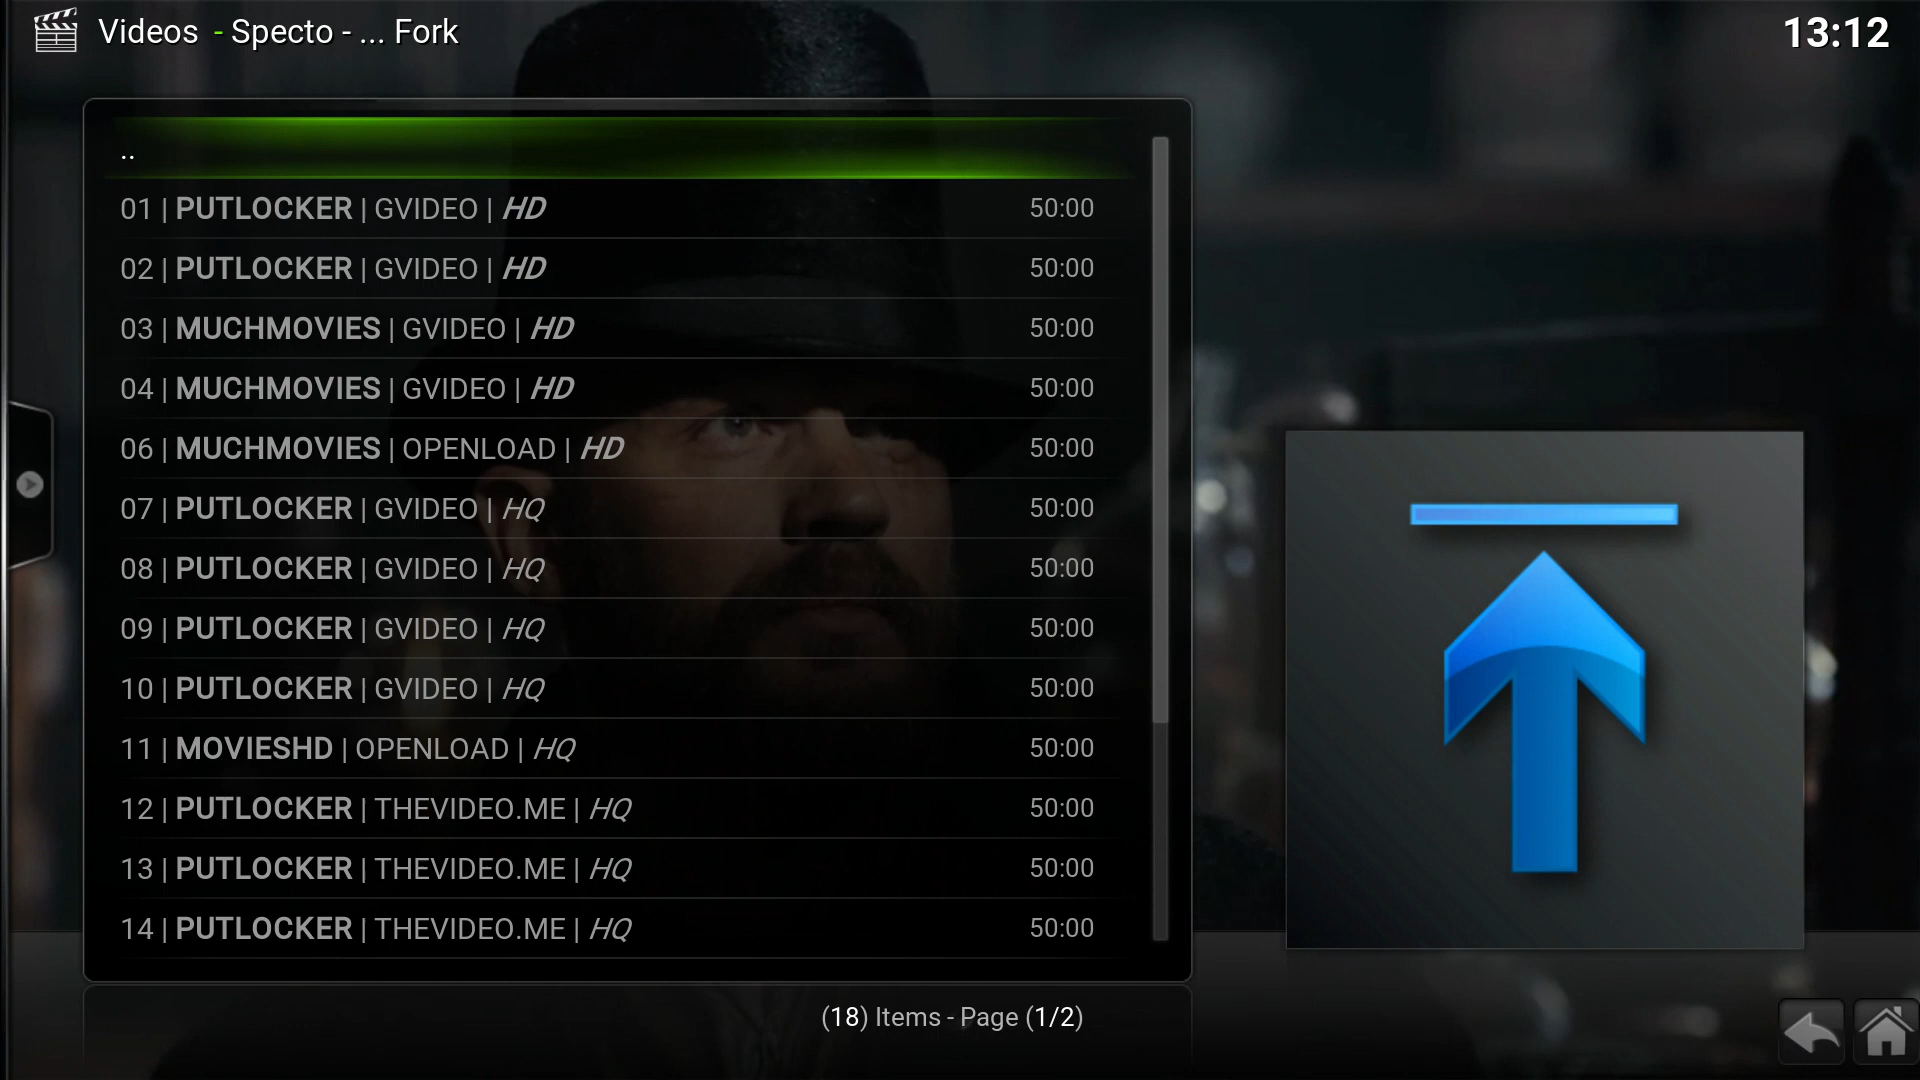 Videos - Specto - ... Fork
13:12
..
01 | PUTLOCKER | GVIDEO | HD 50:00
02 | PUTLOCKER | GVIDEO | HD 50:00
03 | MUCHMOVIES | GVIDEO | HD 50:00
04 | MUCHMOVIES | GVIDEO | HD 50:00
06 | MUCHMOVIES | OPENLOAD | HD 50:00
07 | PUTLOCKER | GVIDEO | HQ 50:00
08 | PUTLOCKER | GVIDEO | HQ 50:00
09 | PUTLOCKER | GVIDEO | HQ 50:00
10 | PUTLOCKER | GVIDEO | HQ 50:00
11 | MOVIESHD | OPENLOAD | HQ 50:00
12 | PUTLOCKER | THEVIDEO.ME | HQ 50:00
13 | PUTLOCKER | THEVIDEO.ME | HQ 50:00
14 | PUTLOCKER | THEVIDEO.ME | HQ 50:00
(18) Items - Page (1/2)